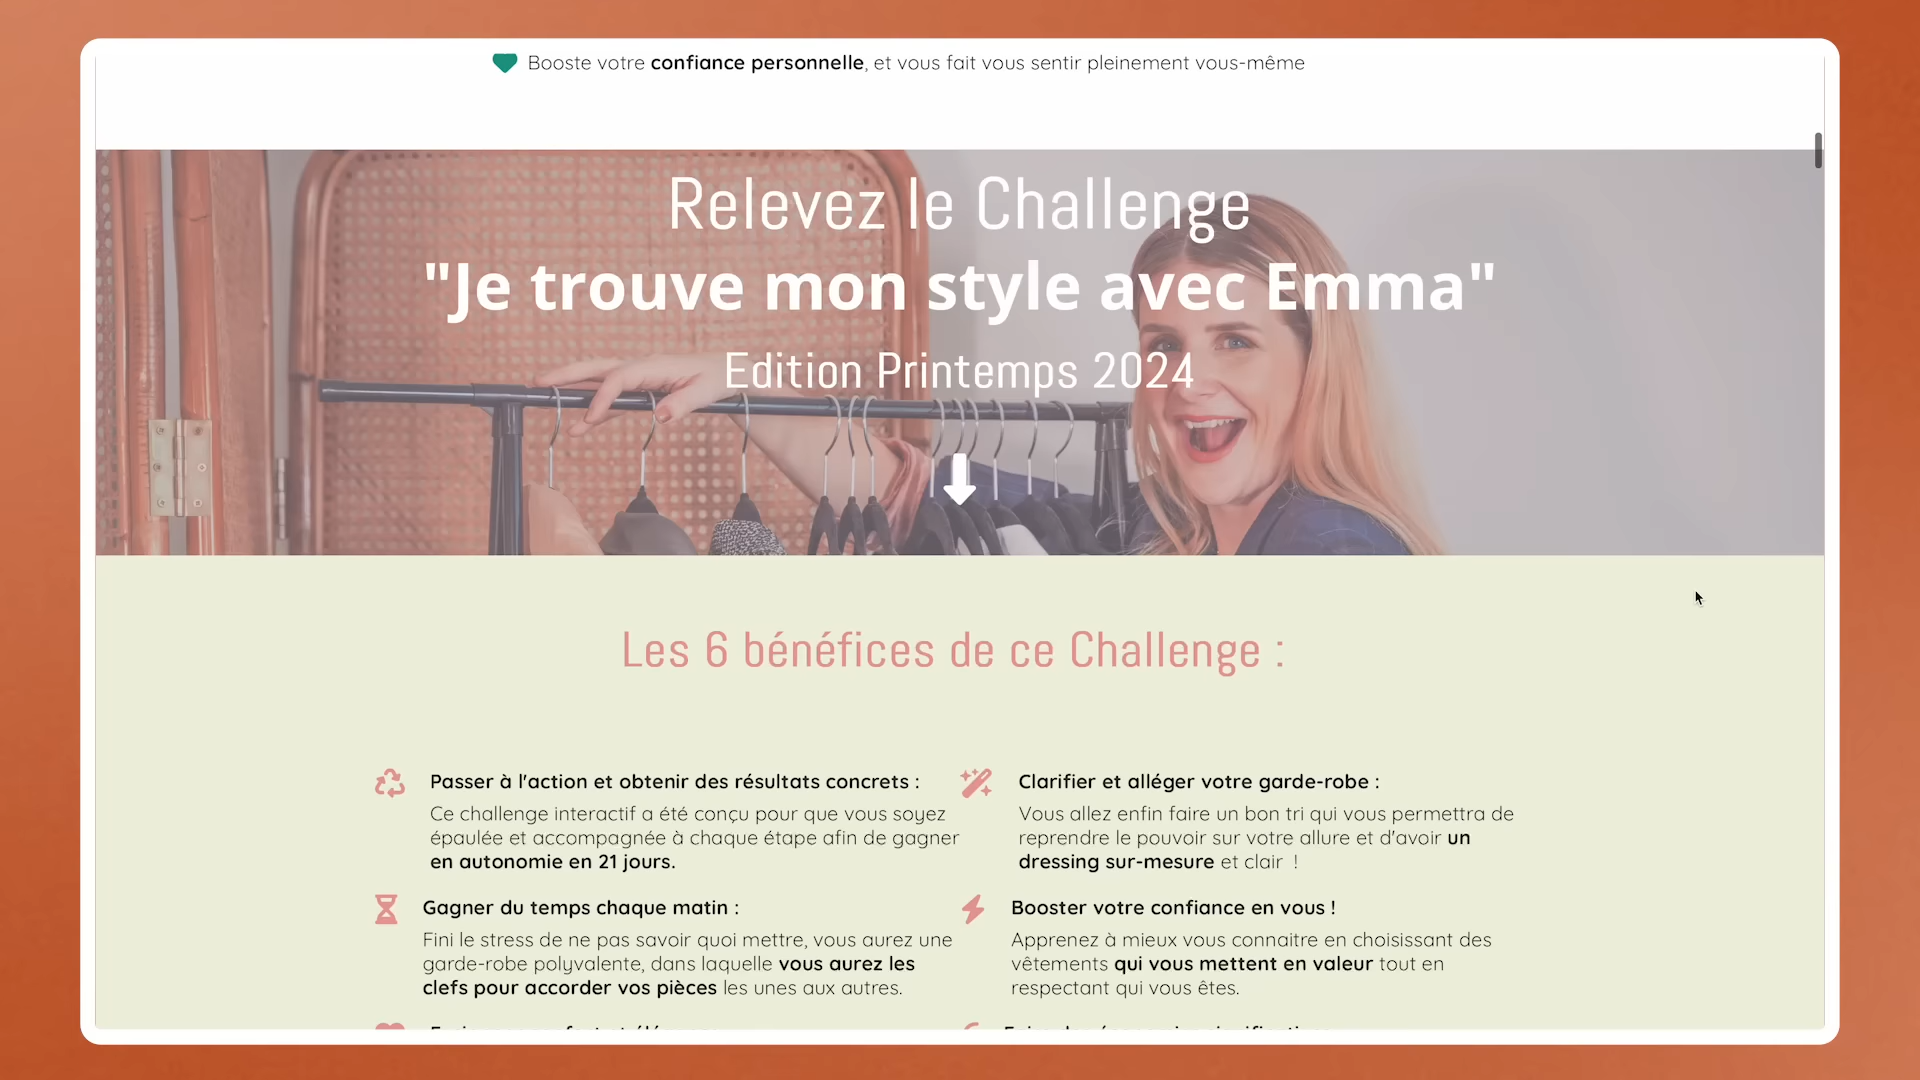 Booste votre confiance personnelle, et vous fait vous sentir pleinement vous-même
Relevez le Challenge
"Je trouve mon style avec Emma"
Edition Printemps 2024
Les 6 bénéfices de ce Challenge :
Passer à l'action et obtenir des résultats concrets :
Ce challenge interactif a été conçu pour que vous soyez
épaulée et accompagnée à chaque étape afin de gagner
en autonomie en 21 jours.
Clarifier et alléger votre garde-robe :
Vous allez enfin faire un bon tri qui vous permettra de
reprendre le pouvoir sur votre allure et d'avoir un
dressing sur-mesure et clair !
Gagner du temps chaque matin :
Fini le stress de ne pas savoir quoi mettre, vous aurez une
garde-robe polyvalente, dans laquelle vous aurez les
clefs pour accorder vos pièces les unes aux autres.
Booster votre confiance en vous !
Apprenez à mieux vous connaitre en choisissant des
vêtements qui vous mettent en valeur tout en
respectant qui vous êtes.